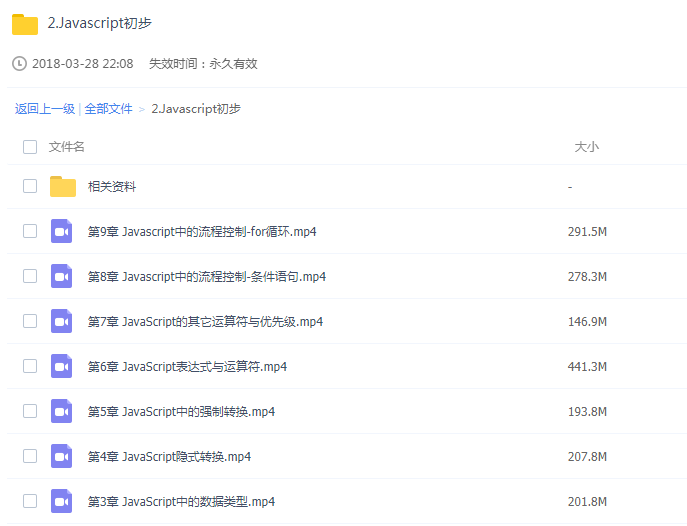 2.Javascript初步
2018-03-28 22:08 失效时间：永久有效
返回上一级 | 全部文件 > 2.Javascript初步
文件名 大小
相关资料 -
第9章 Javascript中的流程控制-for循环.mp4 291.5M
第8章 Javascript中的流程控制-条件语句.mp4 278.3M
第7章 JavaScript的其它运算符与优先级.mp4 146.9M
第6章 JavaScript表达式与运算符.mp4 441.3M
第5章 JavaScript中的强制转换.mp4 193.8M
第4章 JavaScript隐式转换.mp4 207.8M
第3章 JavaScript中的数据类型.mp4 201.8M